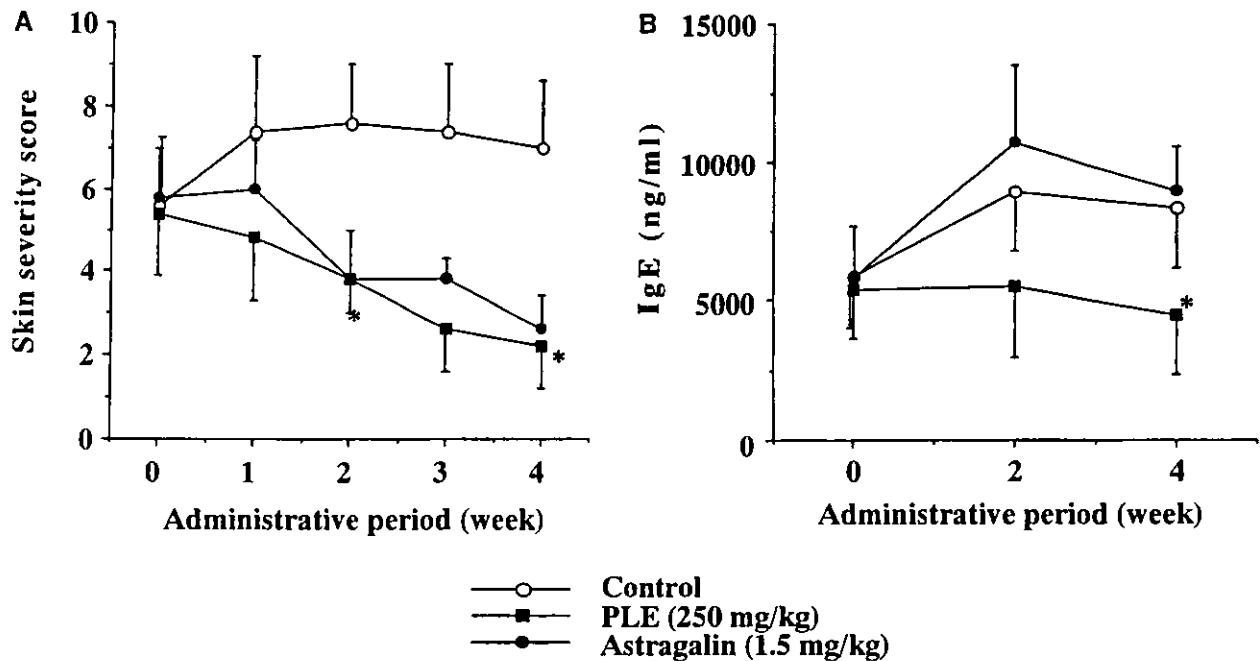 A
Skin severity score
10
8
6
4
2
0
0 1 2 3 4
Administrative period (week)
*
*
B
IgE (ng/ml)
15000
10000
5000
0
0 2 4
Administrative period (week)
*
Control
PLE (250 mg/kg)
Astragalin (1.5 mg/kg)